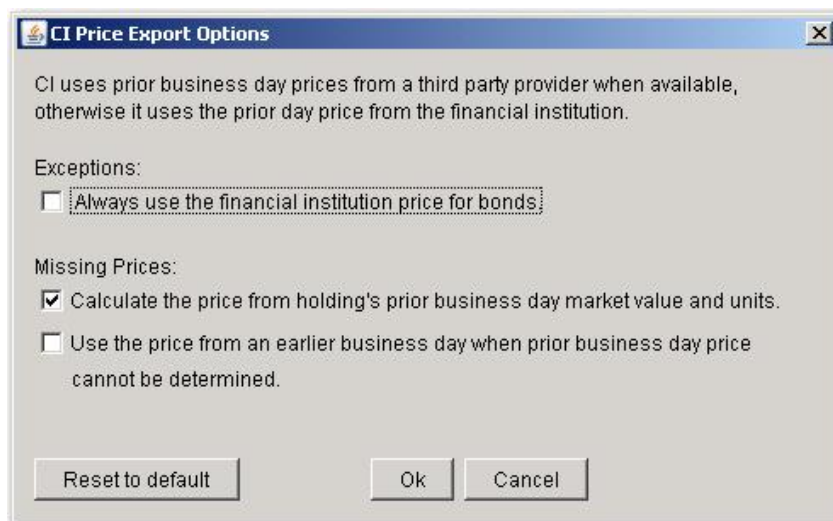 CI Price Export Options
CI uses prior business day prices from a third party provider when available,
otherwise it uses the prior day price from the financial institution.
Exceptions:
Always use the financial institution price for bonds.
Missing Prices:
Calculate the price from holding's prior business day market value and units.
Use the price from an earlier business day when prior business day price
cannot be determined.
Reset to default Ok Cancel